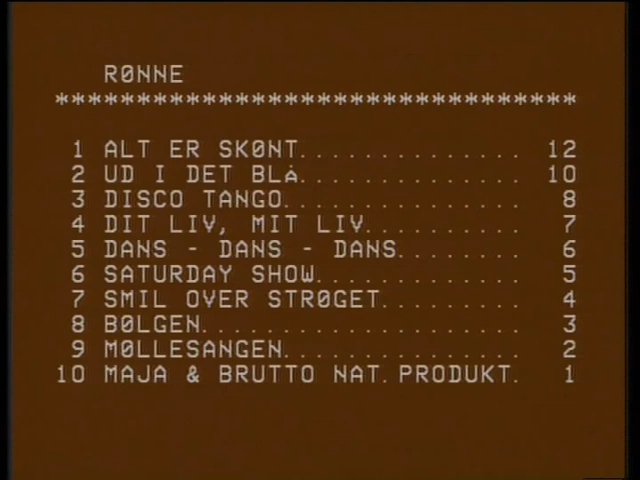 RØNNE
********************************
1 ALT ER SKØNT.............. 12
2 UD I DET BLÅ.............. 10
3 DISCO TANGO............... 8
4 DIT LIV, MIT LIV.......... 7
5 DANS - DANS - DANS........ 6
6 SATURDAY SHOW............. 5
7 SMIL OVER STRØGET......... 4
8 BØLGEN.................... 3
9 MØLLESANGEN............... 2
10 MAJA & BRUTTO NAT.PRODUKT. 1